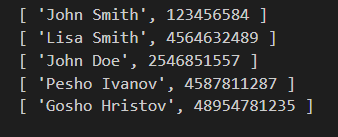 [ 'John Smith', 123456584 ]
[ 'Lisa Smith', 4564632489 ]
[ 'John Doe', 2546851557 ]
[ 'Pesho Ivanov', 4587811287 ]
[ 'Gosho Hristov', 48954781235 ]